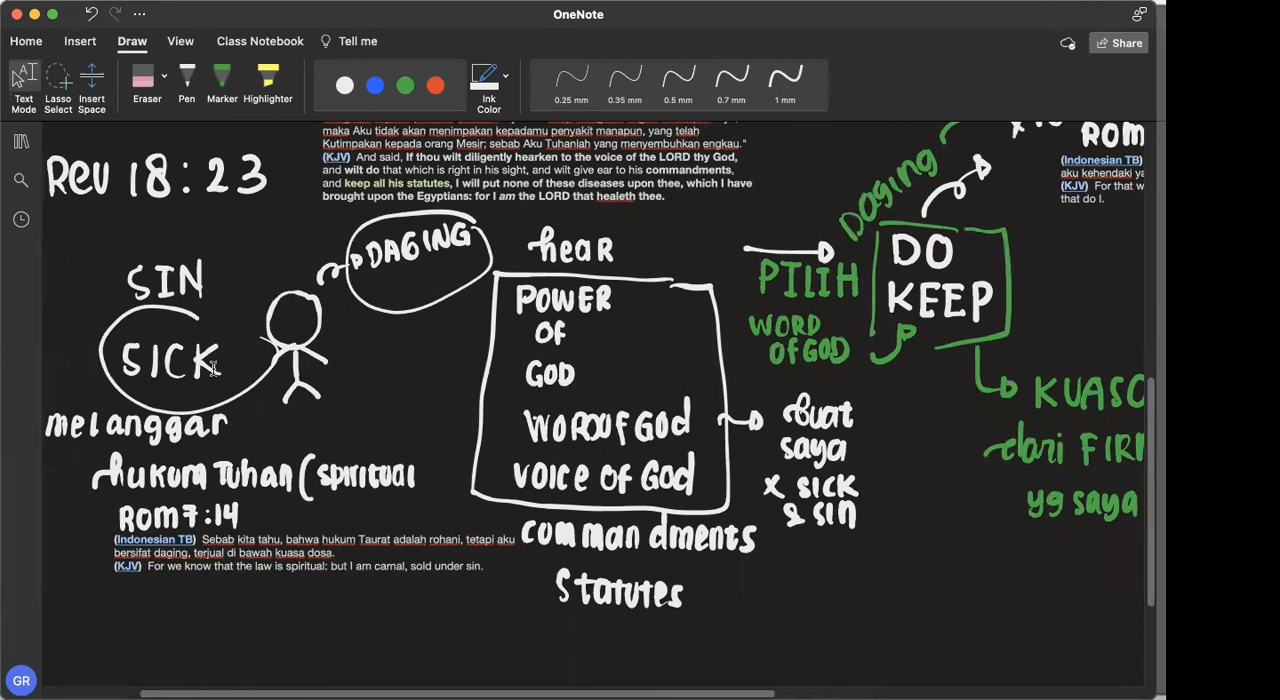 OneNote
Home Insert Draw View Class Notebook Tell me
Share
Text Mode
Lasso Select
Insert Space
Eraser
Pen
Marker
Highlighter
Ink Color
0.25 mm 0.35 mm 0.5 mm 0.7 mm 1 mm
maka Aku tidak akan menimpakan kepadamu penyakit manapun, yang telah
Kutimpakan kepada orang Mesir; sebab Aku Tuhanlah yang menyembuhkan engkau."
(KJV) And said, If thou wilt diligently hearken to the voice of the LORD thy God,
and wilt do that which is right in his sight, and wilt give ear to his commandments,
and keep all his statutes, I will put none of these diseases upon thee, which I have
brought upon the Egyptians: for I am the LORD that healeth thee.
Rev 18:23
SIN
SICK
DAGING
melanggar
hukum Tuhan (spiritual
Rom 7:14
(Indonesian TB) Sebab kita tahu, bahwa hukum Taurat adalah rohani, tetapi aku
bersifat daging, terjual di bawah kuasa dosa.
(KJV) For we know that the law is spiritual: but I am carnal, sold under sin.
hear
POWER
OF
GOD
WORD OF GOD
VOICE OF GOD
commandments
Statutes
buat
saya
x SICK
& SIN
PILIH
WORD
OF GOD
Daging
DO
KEEP
ROM
(Indonesian TB)
aku kehendaki ya
(KJV) For that w
that do I.
KUASO
dari FIR
yg saya
GR